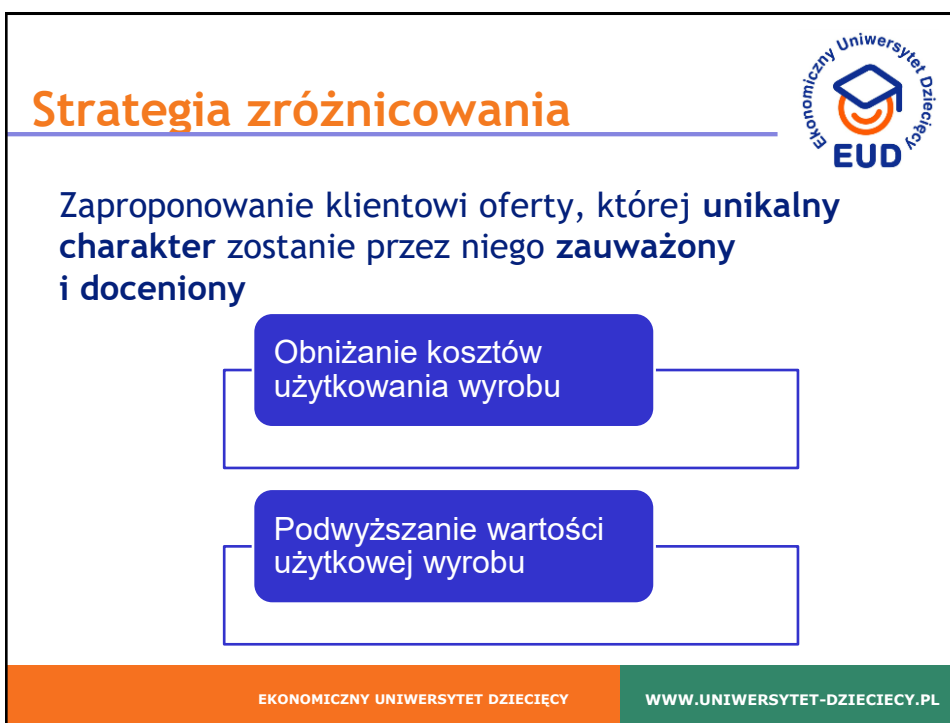 Ekonomiczny Uniwersytet Dziecięcy
EUD
Strategia zróżnicowania
Zaproponowanie klientowi oferty, której unikalny
charakter zostanie przez niego zauważony
i doceniony
Obniżanie kosztów
użytkowania wyrobu
Podwyższanie wartości
użytkowej wyrobu
EKONOMICZNY UNIWERSYTET DZIECIĘCY
WWW.UNIWERSYTET-DZIECIECY.PL